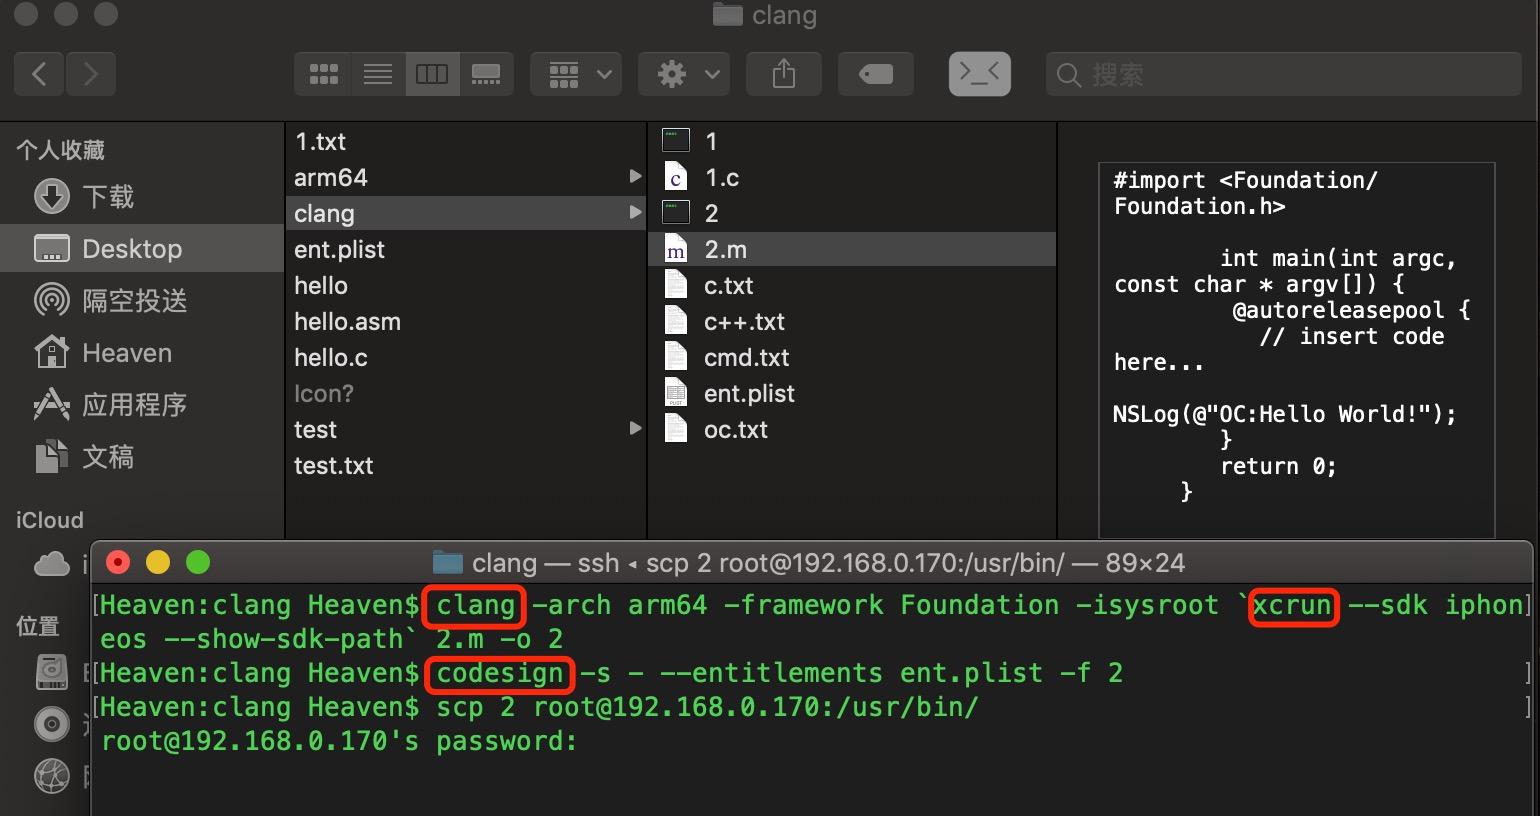 clang
搜索
个人收藏
下载
Desktop
隔空投送
Heaven
应用程序
文稿
iCloud
位置
1.txt
arm64
clang
ent.plist
hello
hello.asm
hello.c
Icon?
test
test.txt
1
1.c
2
2.m
c.txt
c++.txt
cmd.txt
ent.plist
oc.txt
#import <Foundation/
Foundation.h>
int main(int argc,
const char * argv[]) {
@autoreleasepool {
// insert code
here...
NSLog(@"OC:Hello World!");
}
return 0;
}
clang — ssh ◂ scp 2 root@192.168.0.170:/usr/bin/ — 89×24
[Heaven:clang Heaven$ clang -arch arm64 -framework Foundation -isysroot `xcrun --sdk iphon]
eos --show-sdk-path` 2.m -o 2
[Heaven:clang Heaven$ codesign -s - --entitlements ent.plist -f 2 ]
[Heaven:clang Heaven$ scp 2 root@192.168.0.170:/usr/bin/ ]
root@192.168.0.170's password: